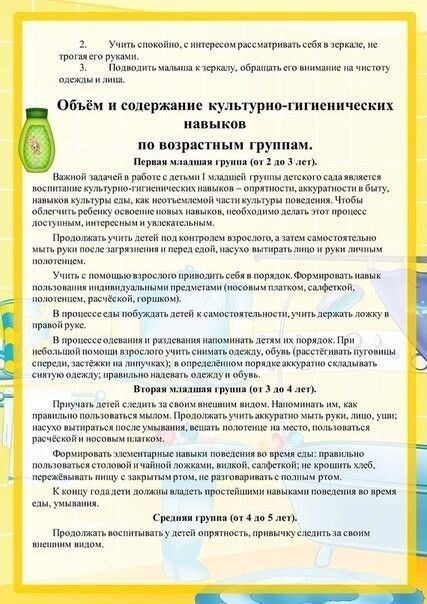 2. Учить спокойно, с интересом рассматривать себя в зеркале, не
трогая его руками.
3. Подводить малыша к зеркалу, обращать его внимание на чистоту
одежды и лица.
Объём и содержание культурно-гигиенических
навыков
по возрастным группам.
Первая младшая группа (от 2 до 3 лет).
Важной задачей в работе с детьми I младшей группы детского сада является
воспитание культурно-гигиенических навыков – опрятности, аккуратности в быту,
навыков культуры еды, как неотъемлемой части культуры поведения. Чтобы
облегчить ребенку освоение новых навыков, необходимо делать этот процесс
доступным, интересным и увлекательным.
Продолжать учить детей под контролем взрослого, а затем самостоятельно
мыть руки после загрязнения и перед едой, насухо вытирать лицо и руки личным
полотенцем.
Учить с помощью взрослого приводить себя в порядок. Формировать навык
пользования индивидуальными предметами (носовым платком, салфеткой,
полотенцем, расчёской, горшком).
В процессе еды побуждать детей к самостоятельности, учить держать ложку в
правой руке.
В процессе одевания и раздевания напоминать детям их порядок. При
небольшой помощи взрослого учить снимать одежду, обувь (расстёгивать пуговицы
спереди, застёжки на липучках); в определённом порядке аккуратно складывать
снятую одежду; правильно надевать одежду и обувь.
Вторая младшая группа (от 3 до 4 лет).
Приучать детей следить за своим внешним видом. Напоминать им, как
правильно пользоваться мылом. Продолжать учить аккуратно мыть руки, лицо, уши;
насухо вытираться после умывания, вешать полотенце на место, пользоваться
расчёской и носовым платком.
Формировать элементарные навыки поведения во время еды: правильно
пользоваться столовой и чайной ложками, вилкой, салфеткой; не крошить хлеб,
пережёвывать пищу с закрытым ртом, не разговаривать с полным ртом.
К концу года дети должны владеть простейшими навыками поведения во время
еды, умывания.
Средняя группа (от 4 до 5 лет).
Продолжать воспитывать у детей опрятность, привычку следить за своим
внешним видом.